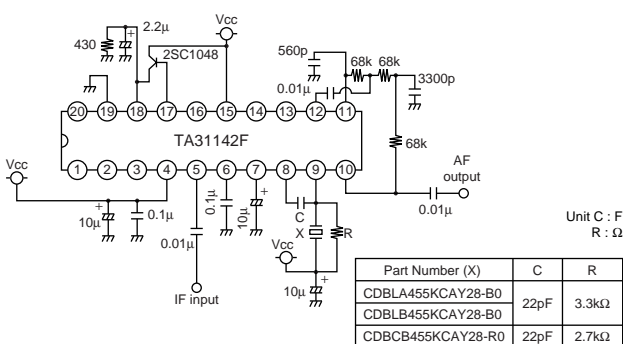 2.2μ
Vcc
430
2SC1048
560p
68k 68k
0.01μ
3300p
20 19 18 17 16 15 14 13 12 11
TA31142F
68k
1 2 3 4 5 6 7 8 9 10
Vcc
AF
output
10μ
0.1μ
0.01μ
0.1μ
10μ
C
X
R
0.01μ
Vcc
10μ
IF input
Unit C : F
R : Ω
Part Number (X) C R
CDBLA455KCAY28-B0
22pF 3.3kΩ
CDBLB455KCAY28-B0
CDBCB455KCAY28-R0 22pF 2.7kΩ